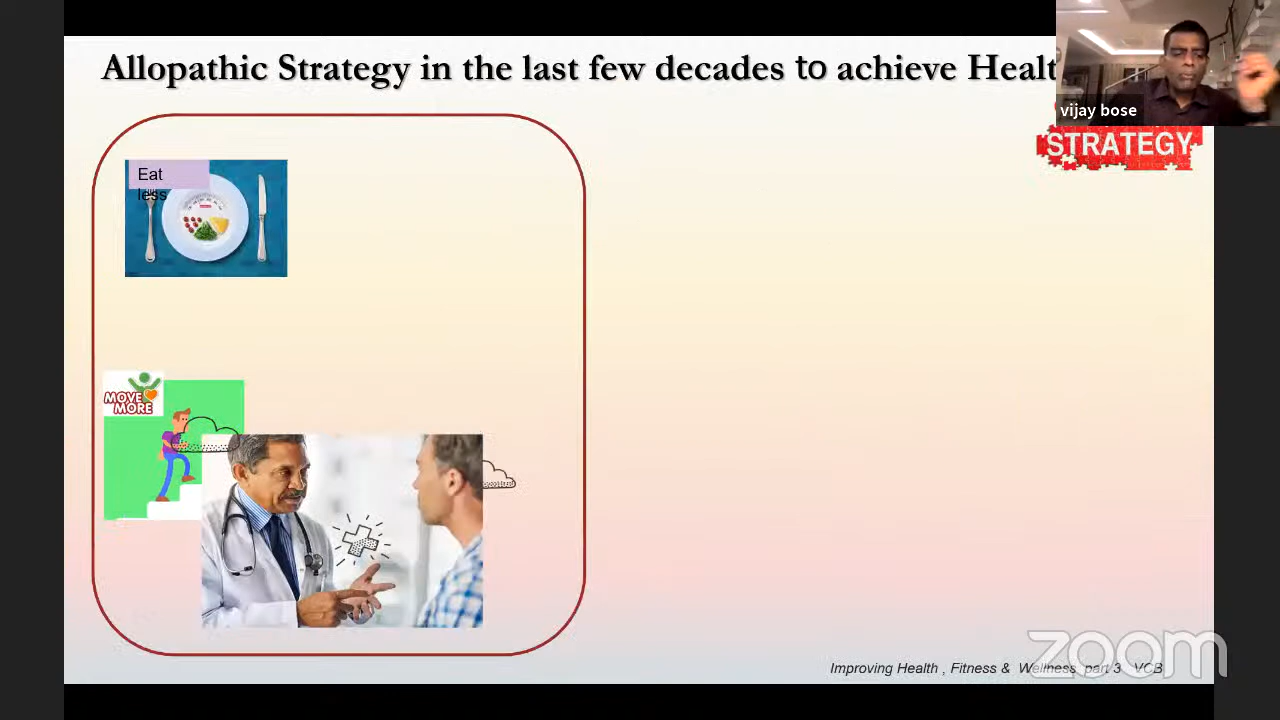 Allopathic Strategy in the last few decades to achieve Healt
vijay bose
STRATEGY
Eat
less
MOVE
MORE
zoom
Improving Health , Fitness & Wellness part 3 VCB